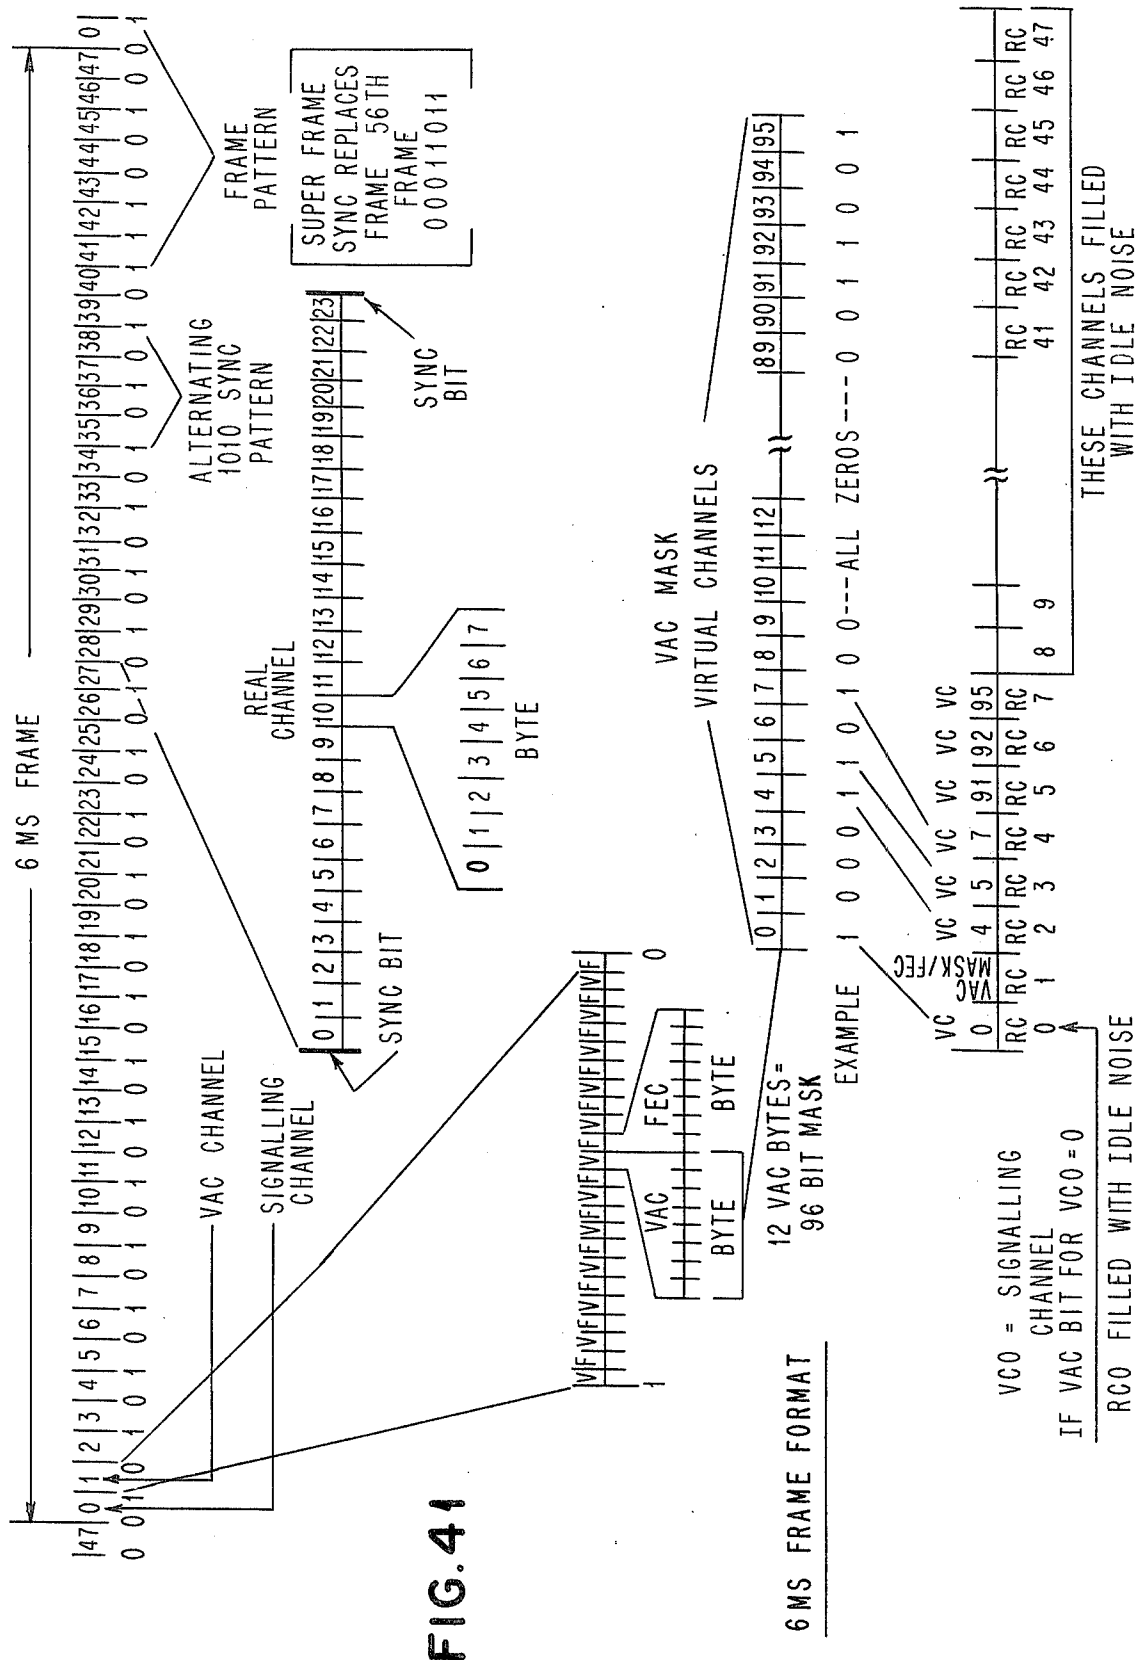 6 MS FRAME
|47|0|1|2|3|4|5|6|7|8|9|10|11|12|13|14|15|16|17|18|19|20|21|22|23|24|25|26|27|28|29|30|31|32|33|34|35|36|37|38|39|40|41|42|43|44|45|46|47|0|
0 0 1 0 1 0 1 0 1 0 1 0 1 0 1 0 1 0 1 0 1 0 1 0 1 0 1 0 1 0 1 0 1 0 1 0 1 0 1 0 1 0 1 1 1 0 0 1 0 0 1
VAC CHANNEL
SIGNALLING
CHANNEL
ALTERNATING
1010 SYNC
PATTERN
FRAME
PATTERN
SUPER FRAME
SYNC REPLACES
FRAME 56TH
FRAME
00011011
REAL
CHANNEL
0|1|2|3|4|5|6|7|8|9|10|11|12|13|14|15|16|17|18|19|20|21|22|23
SYNC BIT
SYNC
BIT
0|1|2|3|4|5|6|7
BYTE
FIG. 41
V|F|V|F|V|F|V|F|V|F|V|F|V|F|V|F|V|F|V|F|V|F|V|F
1 0
VAC FEC
BYTE BYTE
12 VAC BYTES=
96 BIT MASK
VAC MASK
VIRTUAL CHANNELS
0|1|2|3|4|5|6|7|8|9|10|11|12| 89|90|91|92|93|94|95
EXAMPLE 1 0 0 0 1 1 0 1 0 0---ALL ZEROS---0 0 1 1 0 0 1
6 MS FRAME FORMAT
VC VC VC VC VC VC VC
0 VAC MASK/FEC 4 5 7 91 92 95
RC RC RC RC RC RC RC RC RC RC RC RC RC RC RC
0 1 2 3 4 5 6 7 8 9 41 42 43 44 45 46 47
THESE CHANNELS FILLED
WITH IDLE NOISE
VCO = SIGNALLING
CHANNEL
IF VAC BIT FOR VCO=0
RCO FILLED WITH IDLE NOISE